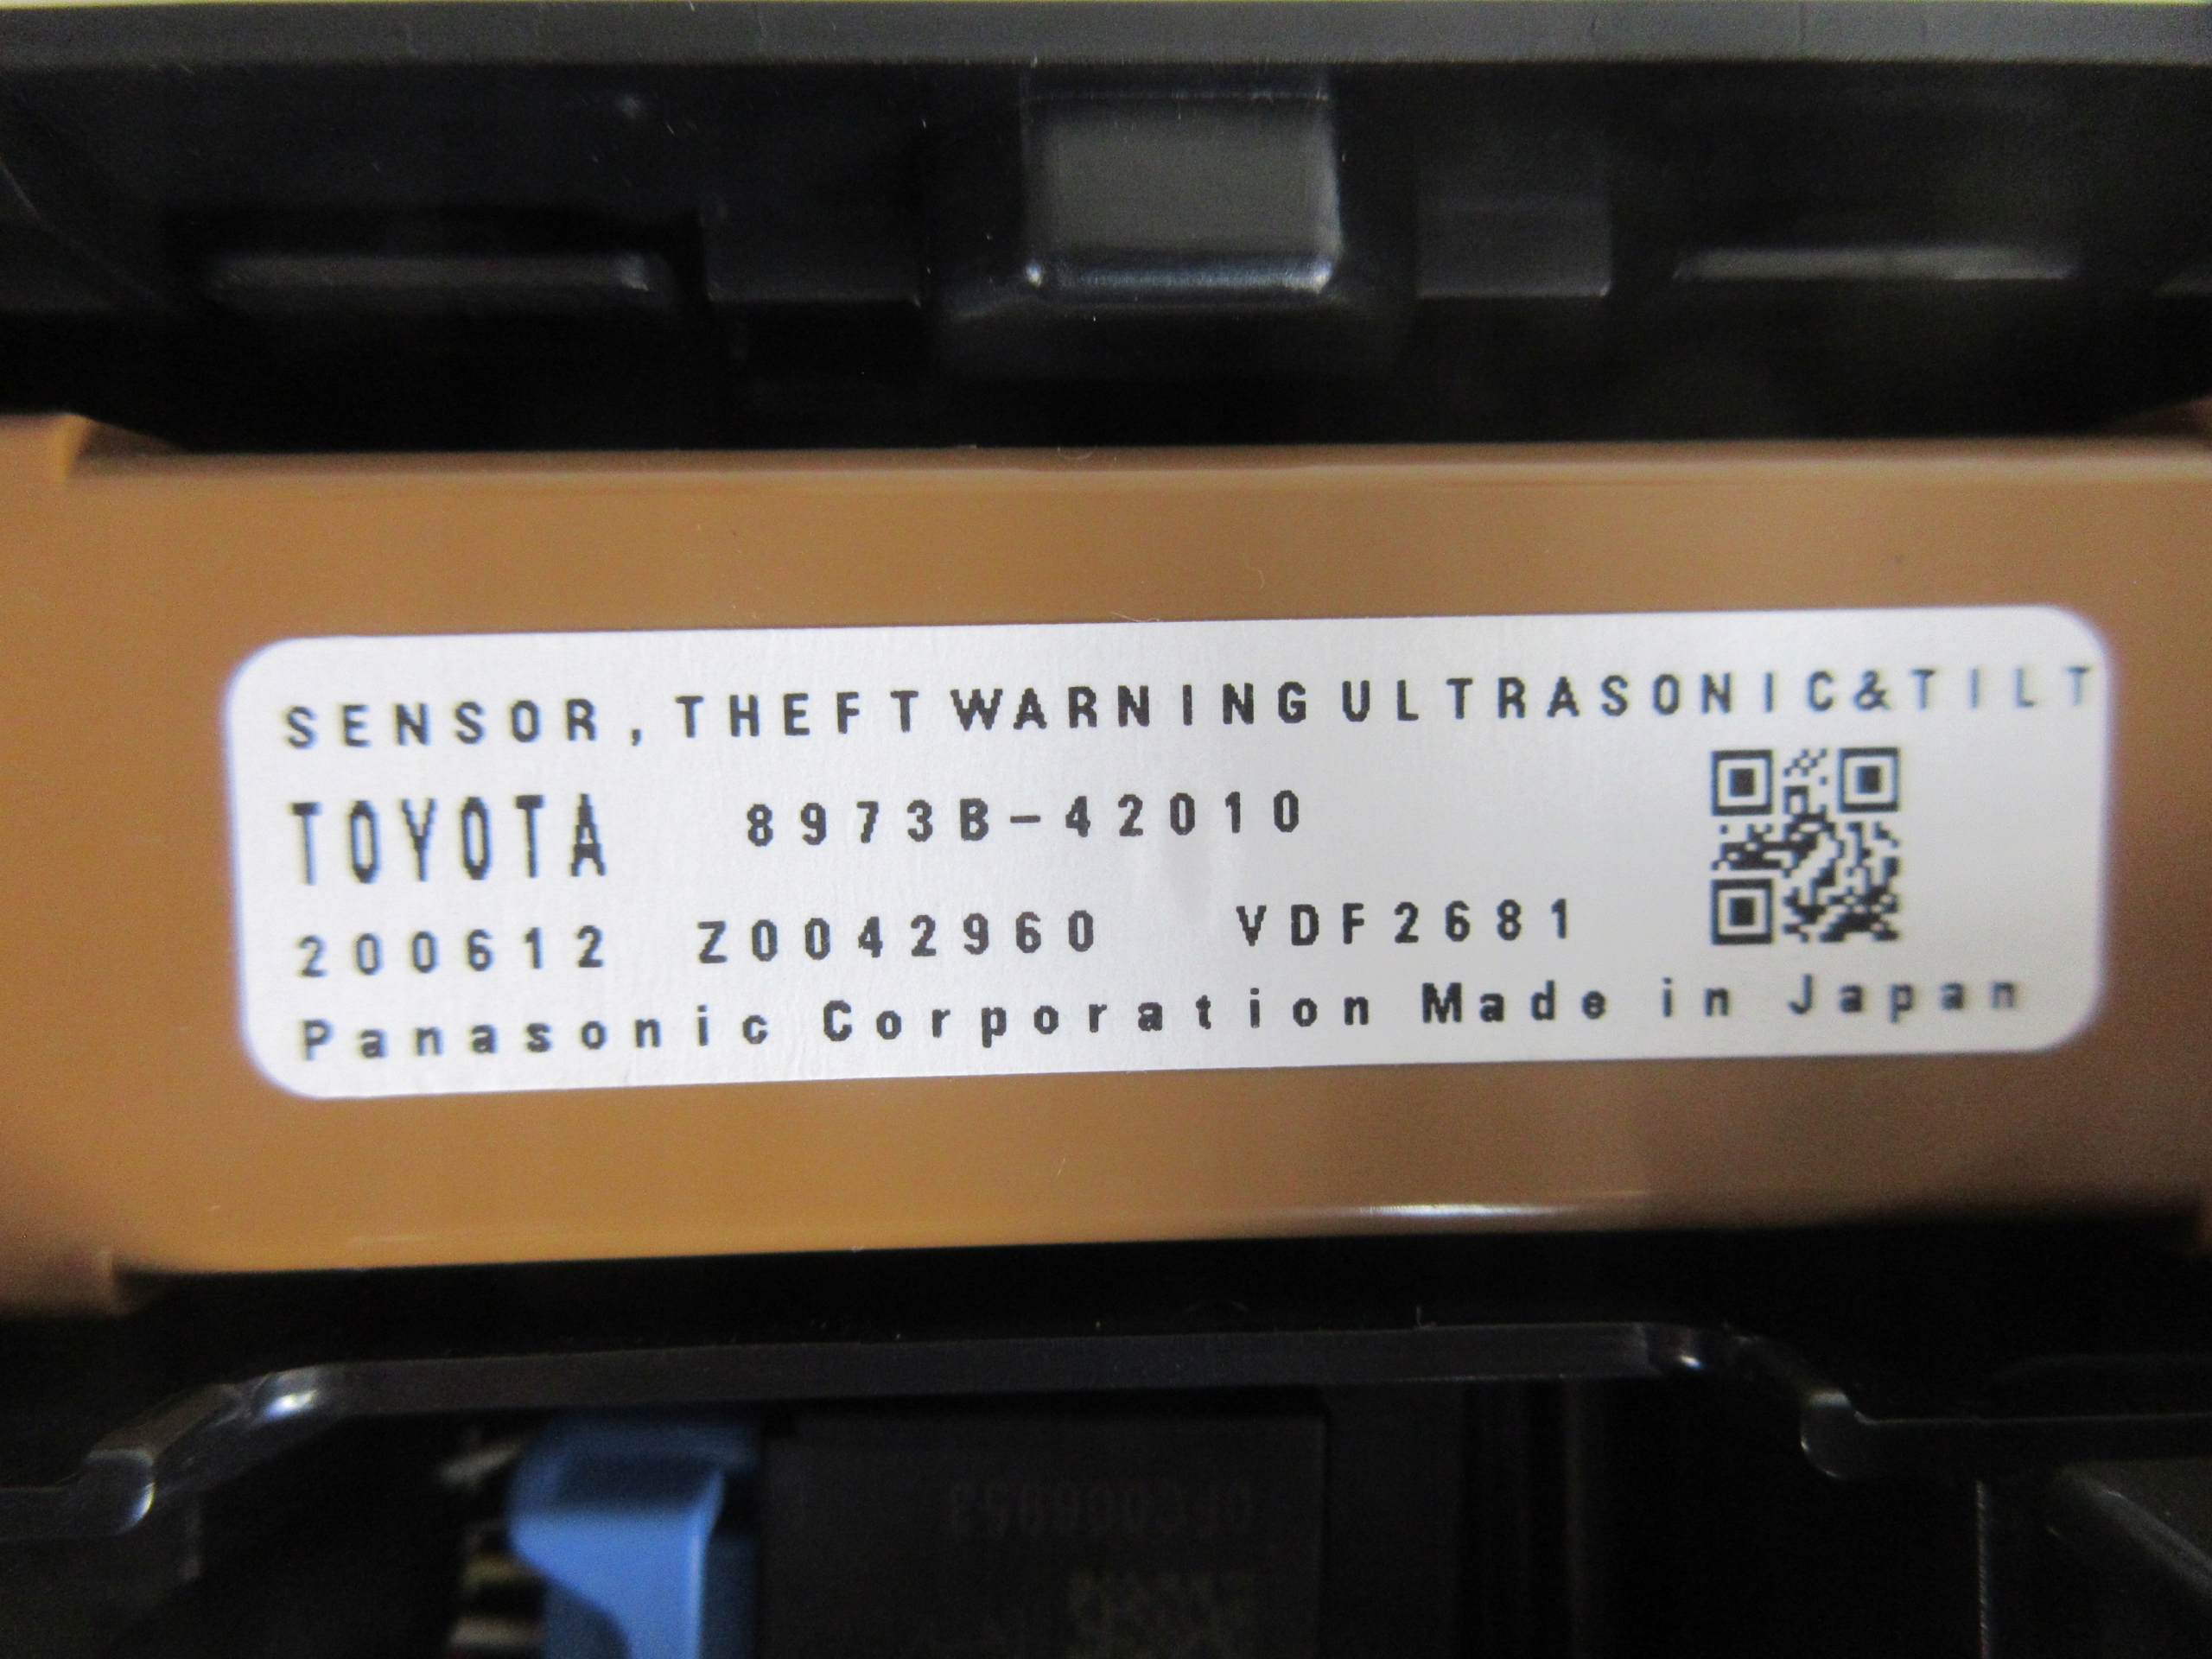 SENSOR, THEFT WARNING ULTRASONIC&TILT
TOYOTA 8973B-42010
200612 Z0042960 VDF2681
Panasonic Corporation Made in Japan